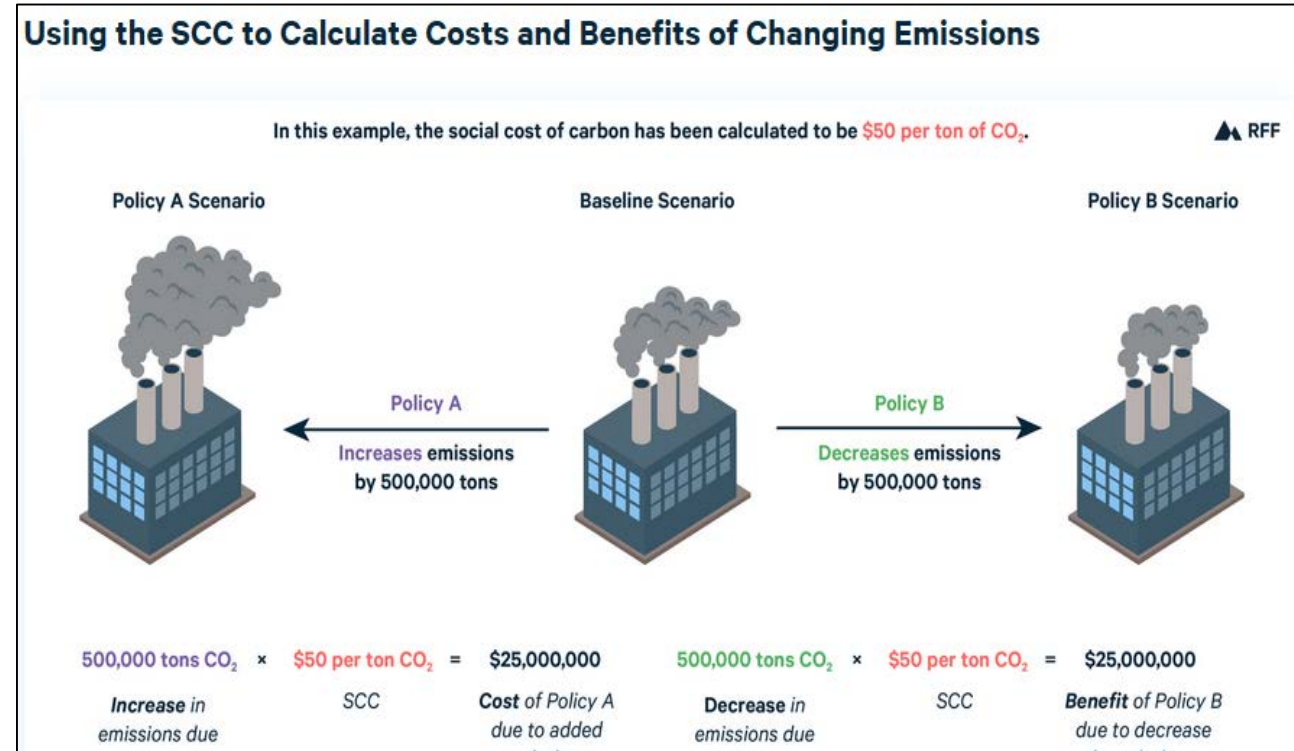 Using the SCC to Calculate Costs and Benefits of Changing Emissions
In this example, the social cost of carbon has been calculated to be $50 per ton of CO₂.
RFF
Policy A Scenario
Baseline Scenario
Policy B Scenario
Policy A
Increases emissions
by 500,000 tons
Policy B
Decreases emissions
by 500,000 tons
500,000 tons CO₂ × $50 per ton CO₂ = $25,000,000
Increase in
emissions due
SCC
Cost of Policy A
due to added
500,000 tons CO₂ × $50 per ton CO₂ = $25,000,000
Decrease in
emissions due
SCC
Benefit of Policy B
due to decrease